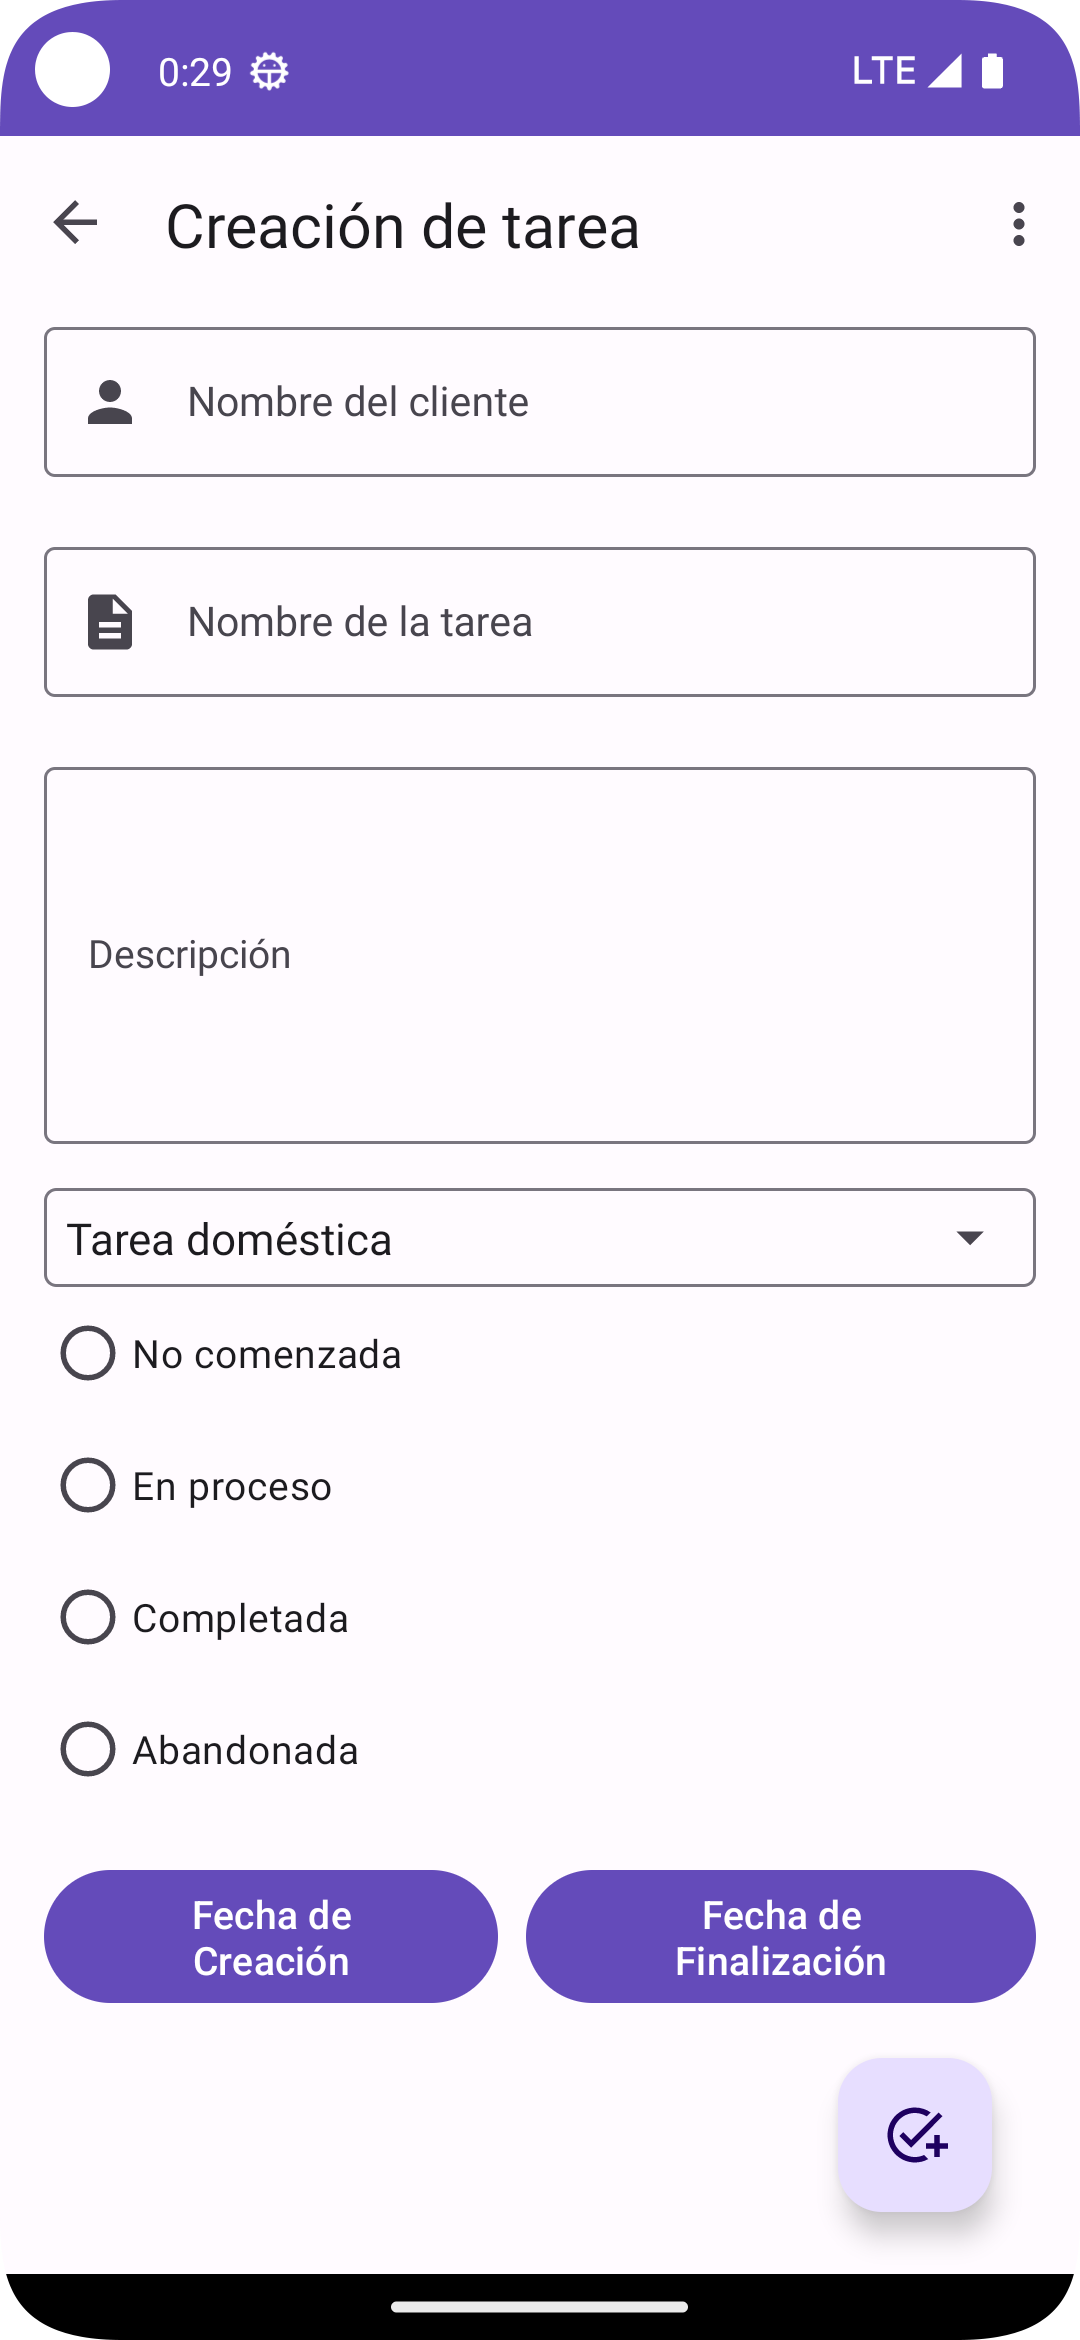 0:29 LTE
Creación de tarea
Nombre del cliente
Nombre de la tarea
Descripción
Tarea doméstica
No comenzada
En proceso
Completada
Abandonada
Fecha de
Creación
Fecha de
Finalización